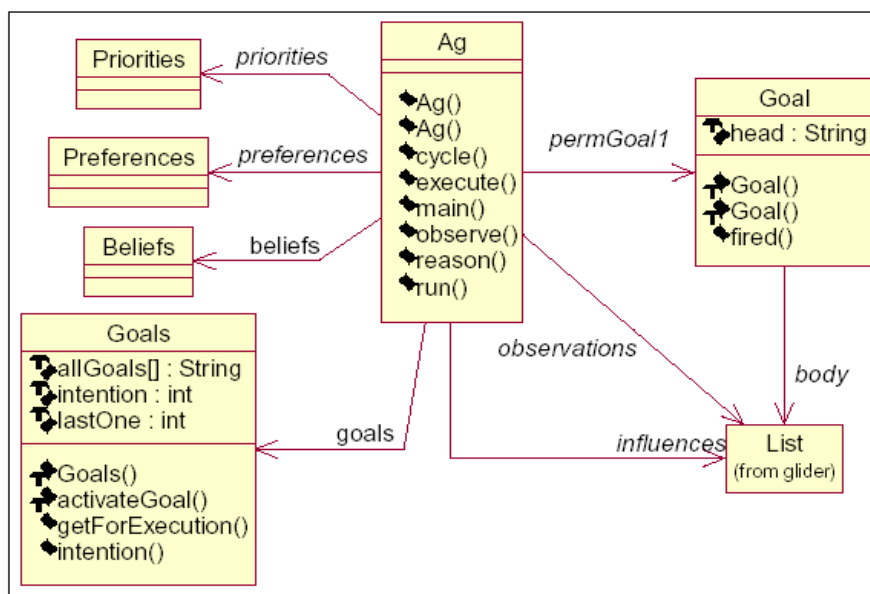 Priorities
priorities
Preferences
preferences
Beliefs
beliefs
Ag
Ag()
Ag()
cycle()
execute()
main()
observe()
reason()
run()
permGoal1
Goal
head : String
Goal()
Goal()
fired()
Goals
allGoals[] : String
intention : int
lastOne : int
Goals()
activateGoal()
getForExecution()
intention()
goals
observations
influences
body
List
(from glider)